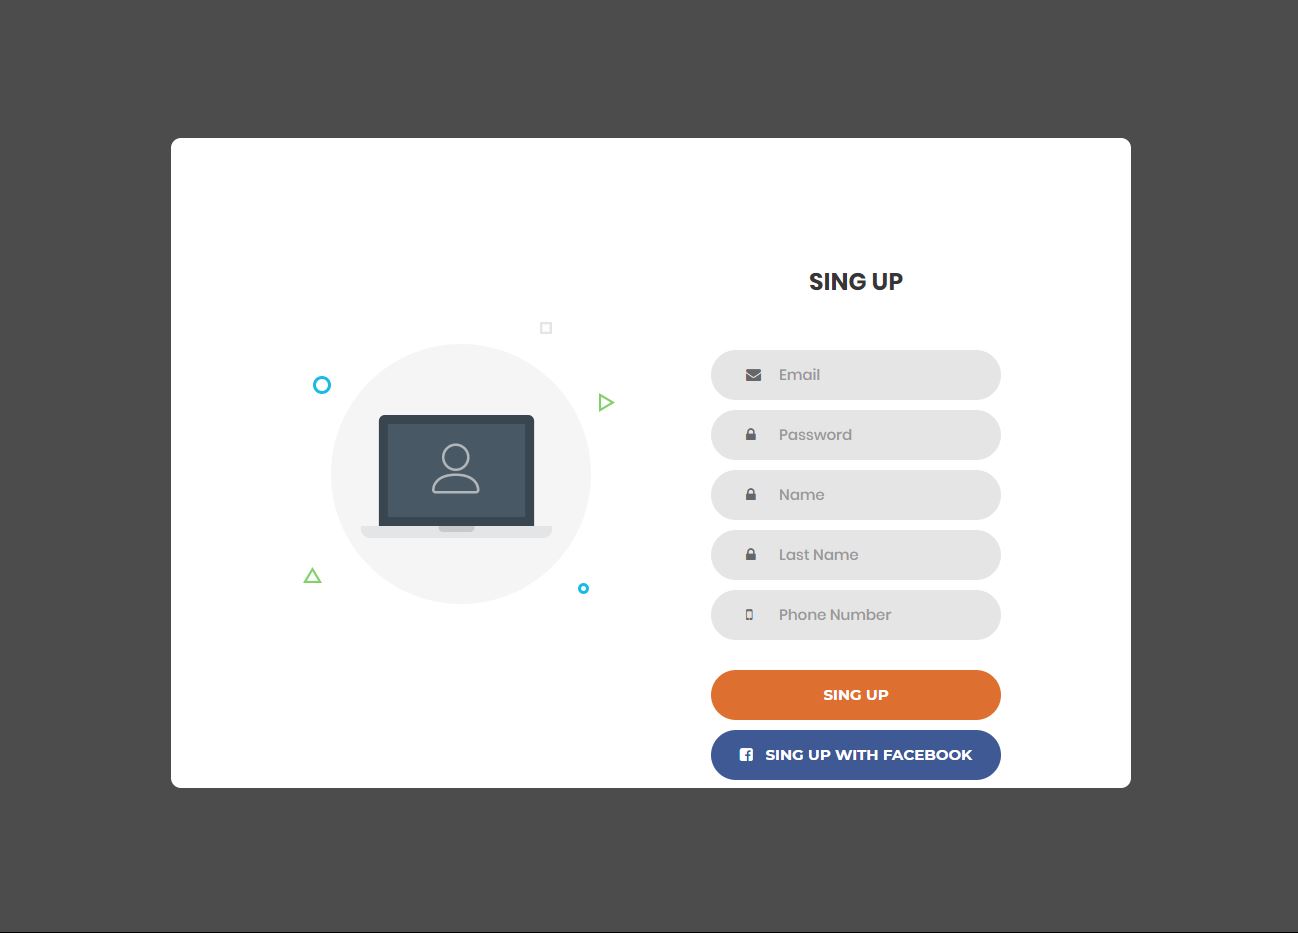 SING UP
Email
Password
Name
Last Name
Phone Number
SING UP
SING UP WITH FACEBOOK